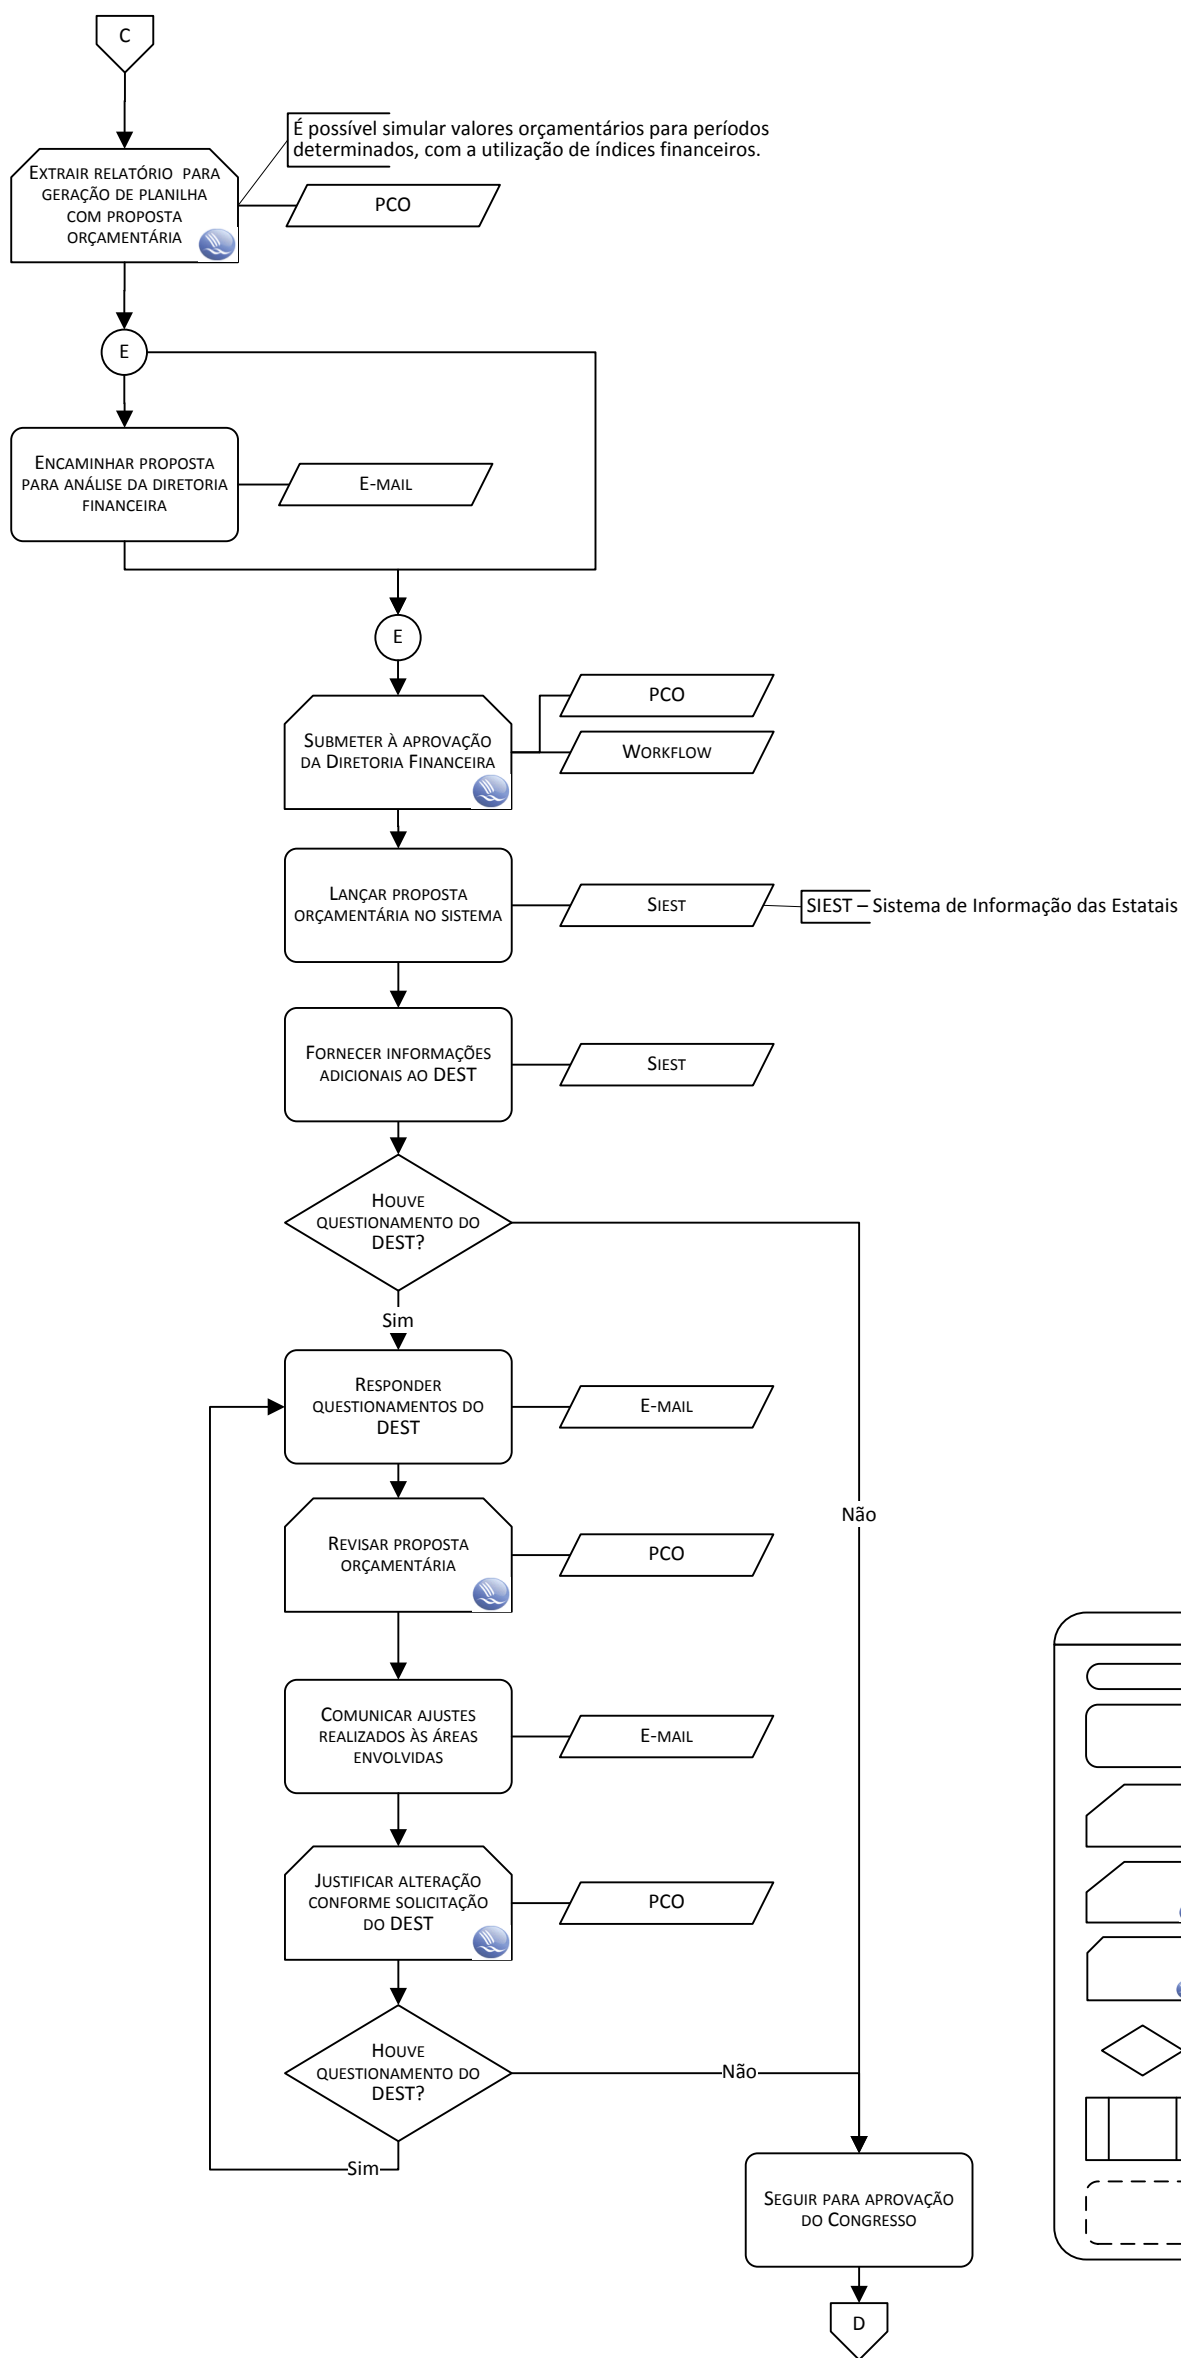 C
É possível simular valores orçamentários para períodos
determinados, com a utilização de índices financeiros.
EXTRAIR RELATÓRIO PARA
GERAÇÃO DE PLANILHA
COM PROPOSTA
ORÇAMENTÁRIA
PCO
E
ENCAMINHAR PROPOSTA
PARA ANÁLISE DA DIRETORIA
FINANCEIRA
E-MAIL
E
SUBMETER À APROVAÇÃO
DA DIRETORIA FINANCEIRA
PCO
WORKFLOW
LANÇAR PROPOSTA
ORÇAMENTÁRIA NO SISTEMA
SIEST
SIEST – Sistema de Informação das Estatais
FORNECER INFORMAÇÕES
ADICIONAIS AO DEST
SIEST
HOUVE
QUESTIONAMENTO DO
DEST?
Sim
RESPONDER
QUESTIONAMENTOS DO
DEST
E-MAIL
Não
REVISAR PROPOSTA
ORÇAMENTÁRIA
PCO
COMUNICAR AJUSTES
REALIZADOS ÀS ÁREAS
ENVOLVIDAS
E-MAIL
JUSTIFICAR ALTERAÇÃO
CONFORME SOLICITAÇÃO
DO DEST
PCO
HOUVE
QUESTIONAMENTO DO
DEST?
Não
Sim
SEGUIR PARA APROVAÇÃO
DO CONGRESSO
D